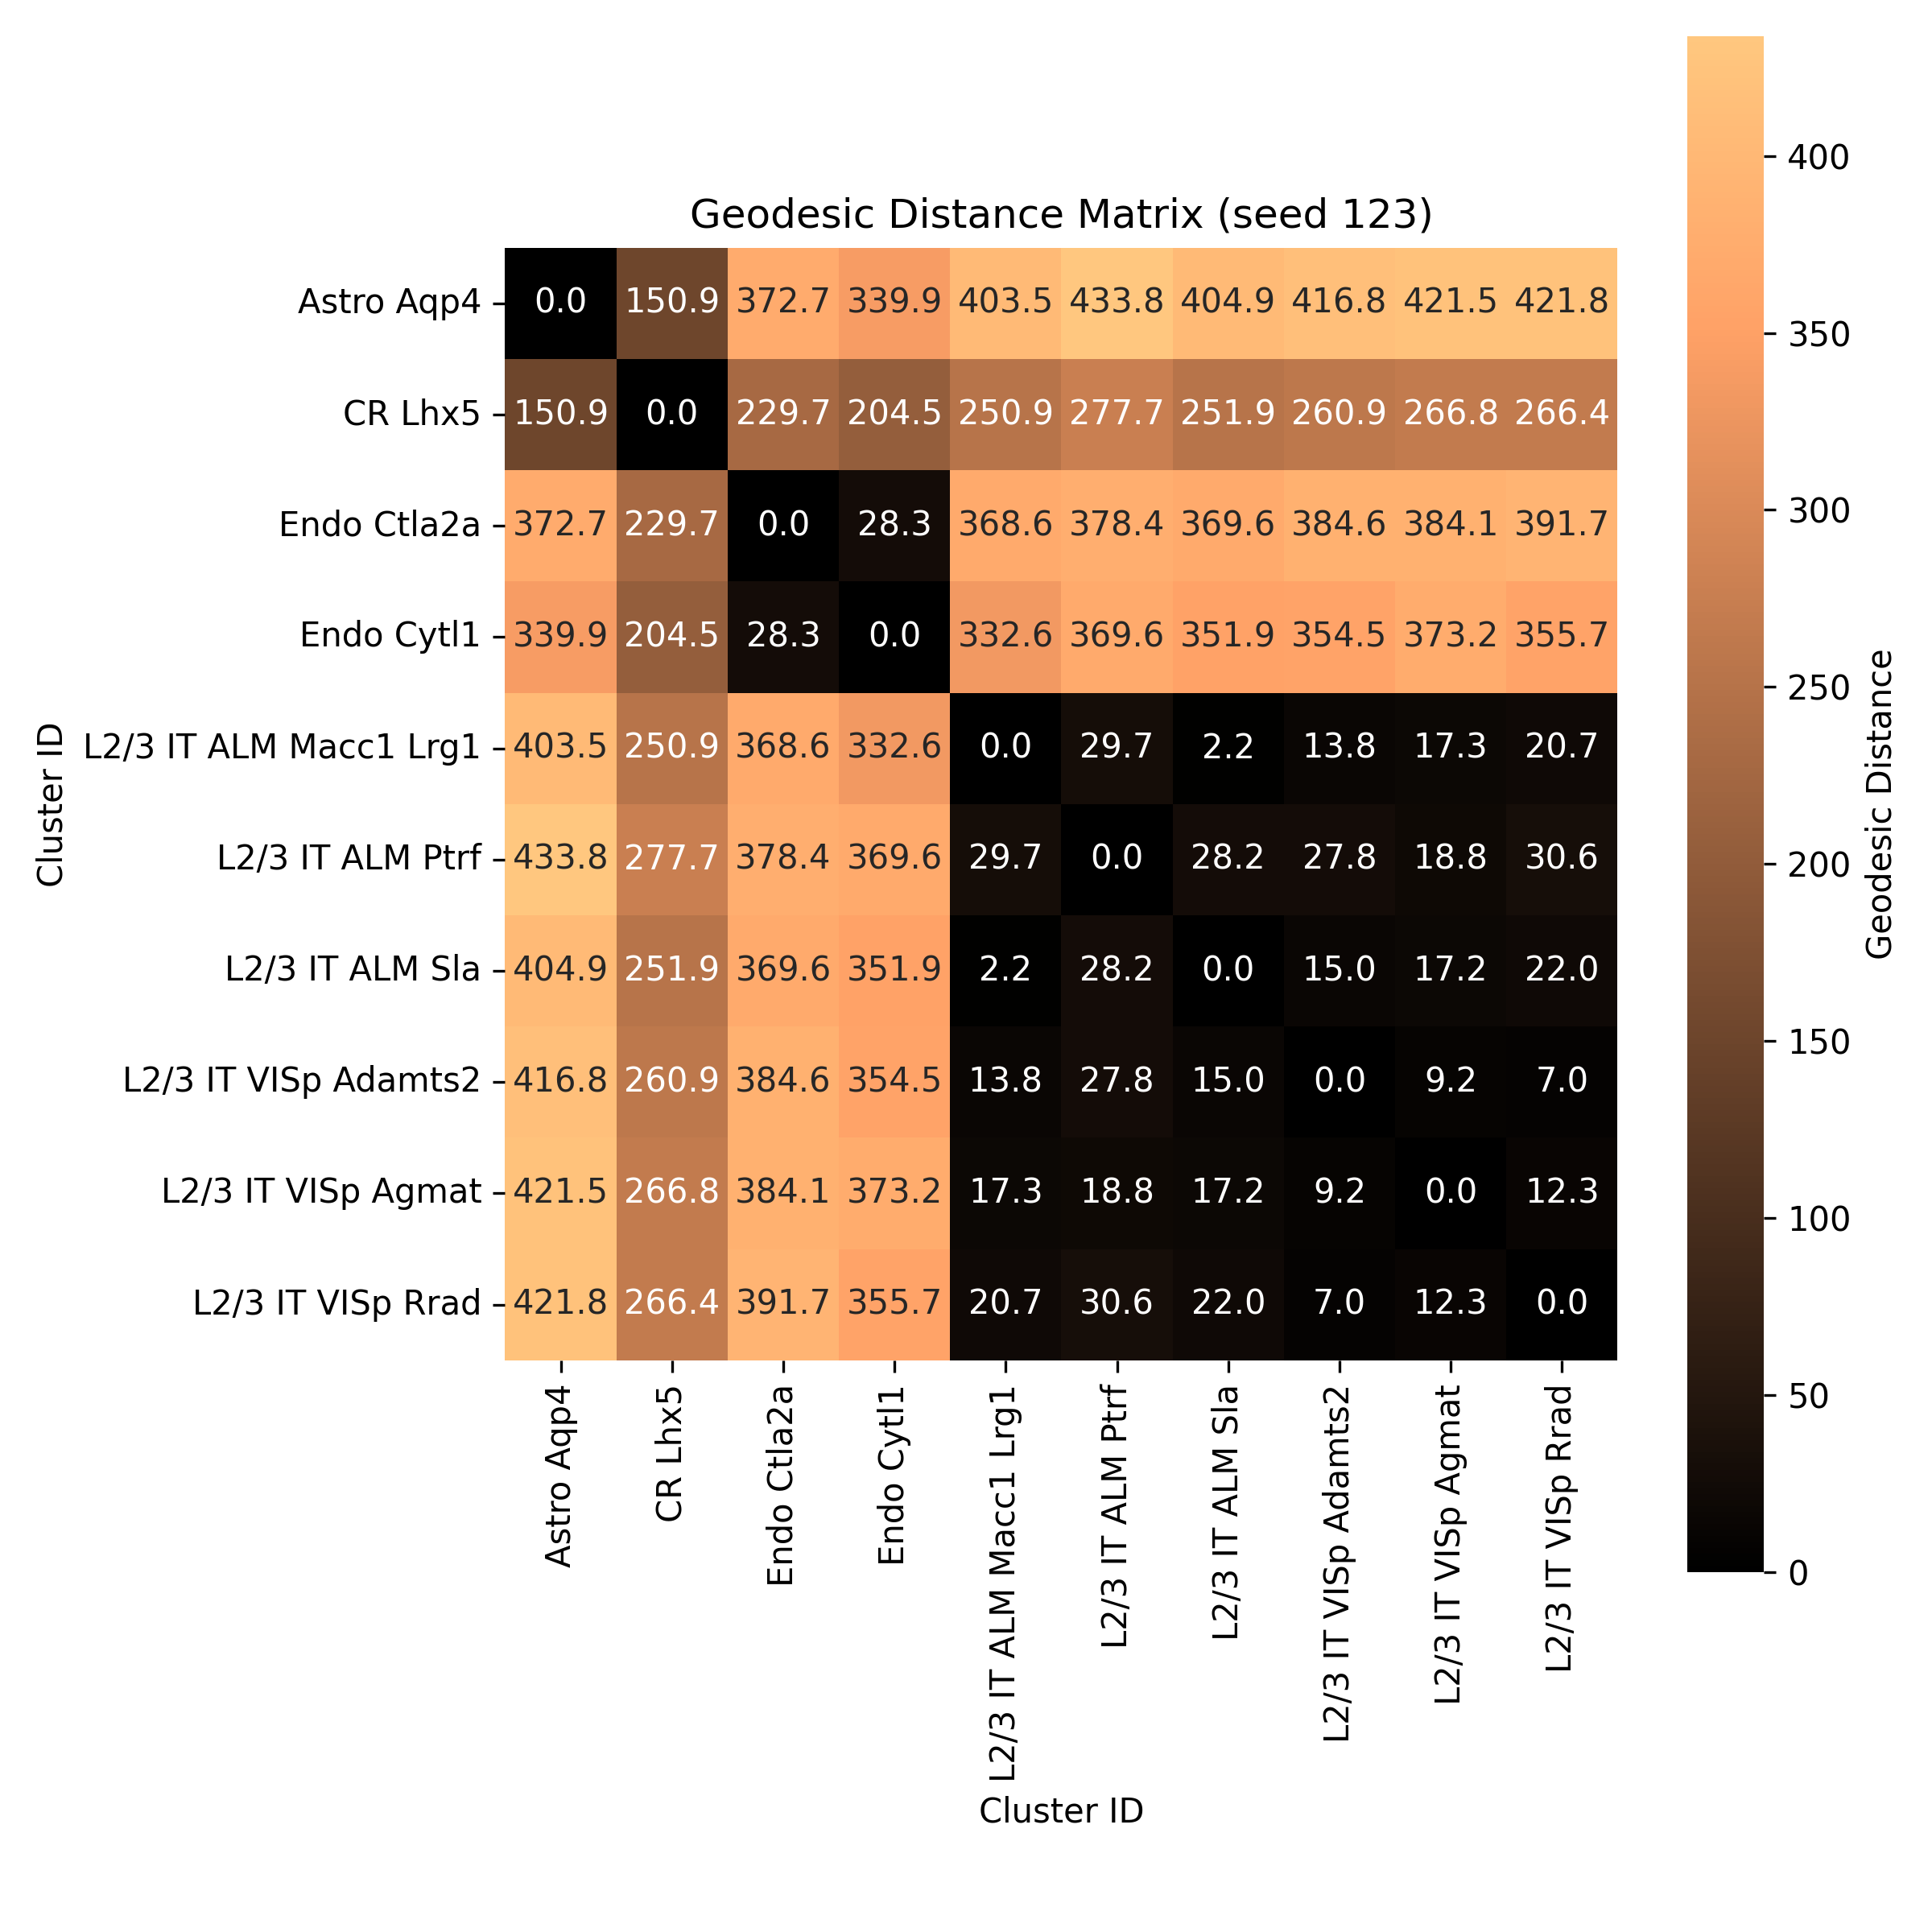 Geodesic Distance Matrix (seed 123)
Astro Aqp4 0.0 150.9 372.7 339.9 403.5 433.8 404.9 416.8 421.5 421.8
CR Lhx5 150.9 0.0 229.7 204.5 250.9 277.7 251.9 260.9 266.8 266.4
Endo Ctla2a 372.7 229.7 0.0 28.3 368.6 378.4 369.6 384.6 384.1 391.7
Endo Cytl1 339.9 204.5 28.3 0.0 332.6 369.6 351.9 354.5 373.2 355.7
L2/3 IT ALM Macc1 Lrg1 403.5 250.9 368.6 332.6 0.0 29.7 2.2 13.8 17.3 20.7
L2/3 IT ALM Ptrf 433.8 277.7 378.4 369.6 29.7 0.0 28.2 27.8 18.8 30.6
L2/3 IT ALM Sla 404.9 251.9 369.6 351.9 2.2 28.2 0.0 15.0 17.2 22.0
L2/3 IT VISp Adamts2 416.8 260.9 384.6 354.5 13.8 27.8 15.0 0.0 9.2 7.0
L2/3 IT VISp Agmat 421.5 266.8 384.1 373.2 17.3 18.8 17.2 9.2 0.0 12.3
L2/3 IT VISp Rrad 421.8 266.4 391.7 355.7 20.7 30.6 22.0 7.0 12.3 0.0
Cluster ID
Astro Aqp4
CR Lhx5
Endo Ctla2a
Endo Cytl1
L2/3 IT ALM Macc1 Lrg1
L2/3 IT ALM Ptrf
L2/3 IT ALM Sla
L2/3 IT VISp Adamts2
L2/3 IT VISp Agmat
L2/3 IT VISp Rrad
Cluster ID
400
350
300
250
200
150
100
50
0
Geodesic Distance